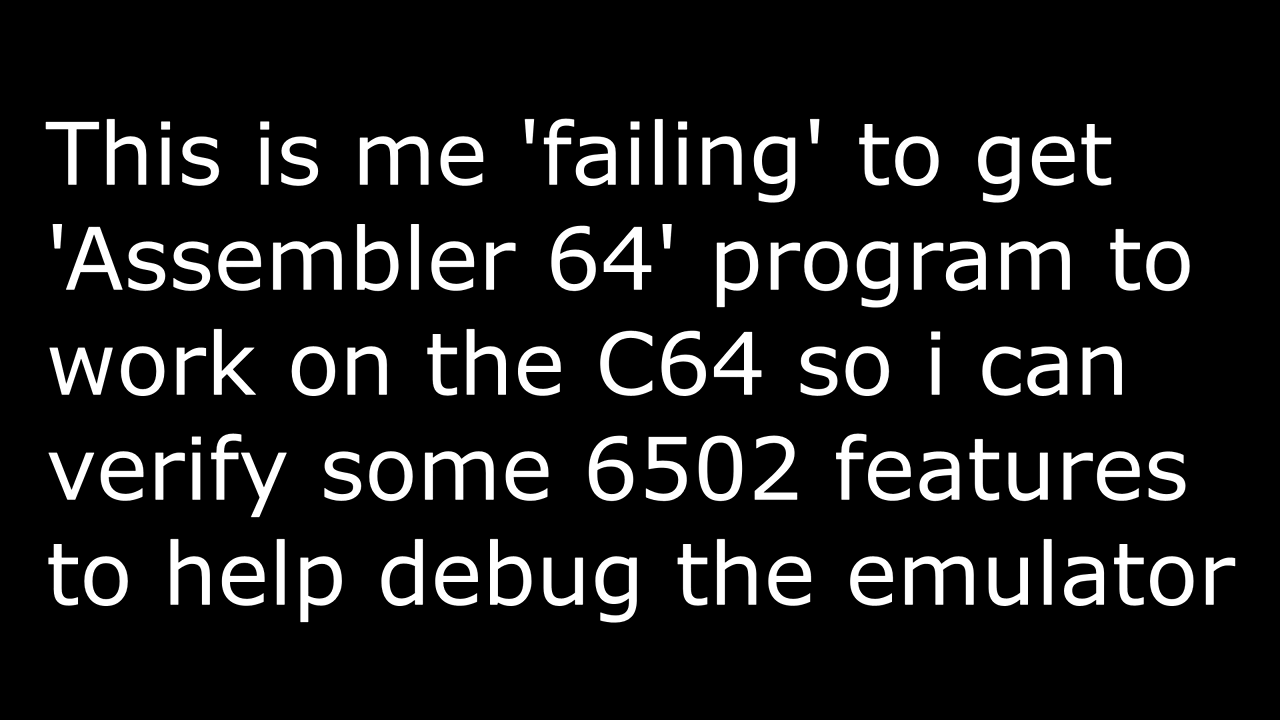 This is me 'failing' to get
'Assembler 64' program to
work on the C64 so i can
verify some 6502 features
to help debug the emulator